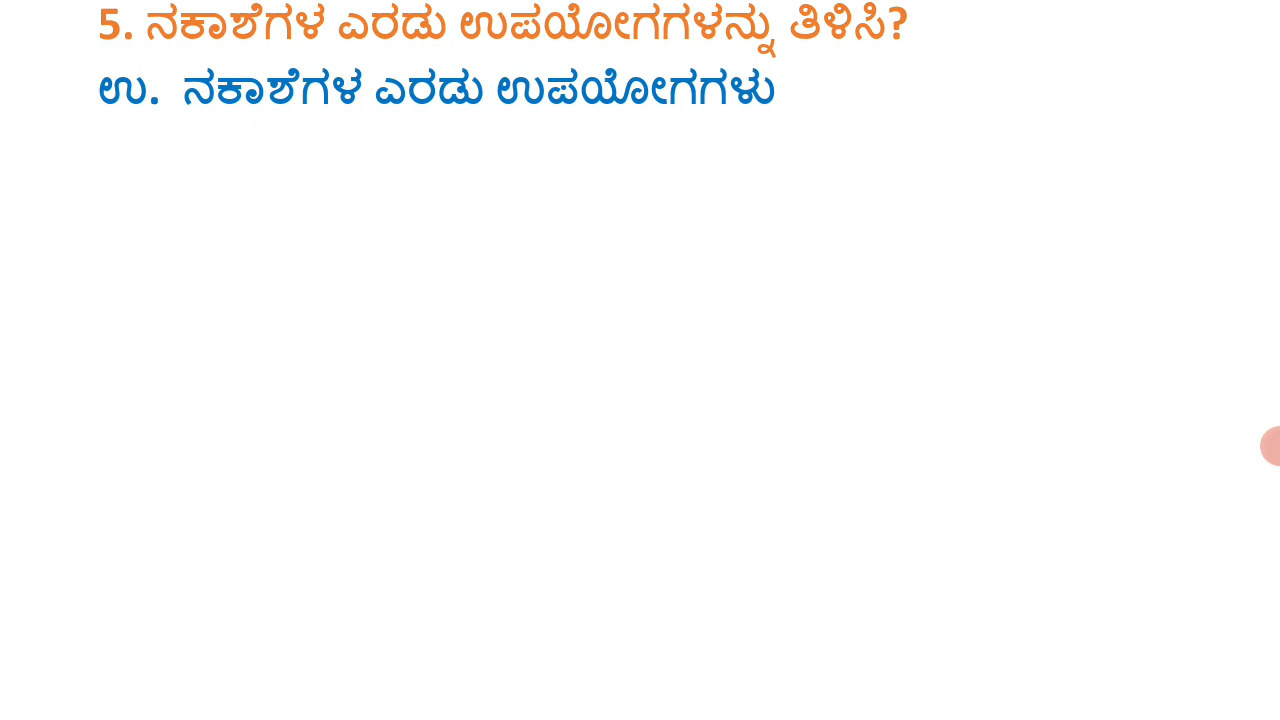 5. ನಕಾಶೆಗಳ ಎರಡು ಉಪಯೋಗಗಳನ್ನು ತಿಳಿಸಿ?
ಉ. ನಕಾಶೆಗಳ ಎರಡು ಉಪಯೋಗಗಳು